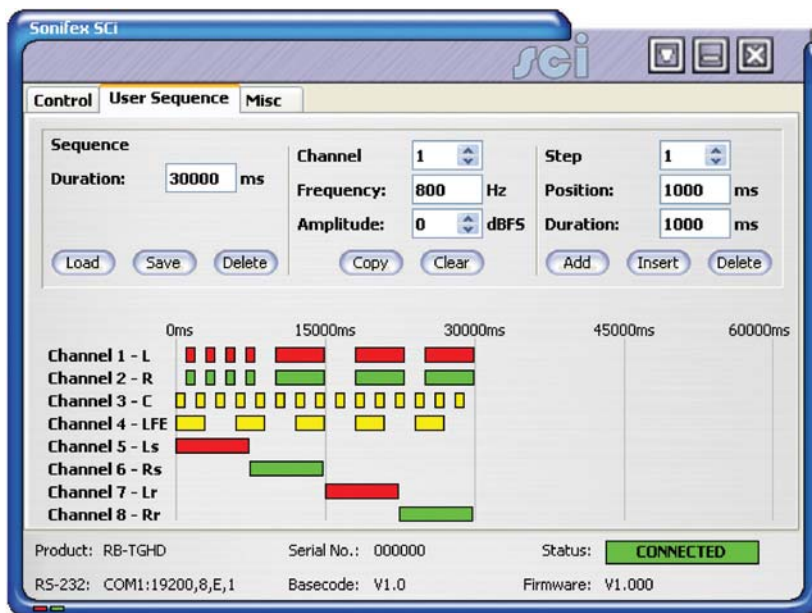 Sonifex SCi
sci
Control User Sequence Misc
Sequence
Duration: 30000 ms
Channel 1
Frequency: 800 Hz
Amplitude: 0 dBFS
Step 1
Position: 1000 ms
Duration: 1000 ms
Load Save Delete Copy Clear Add Insert Delete
0ms 15000ms 30000ms 45000ms 60000ms
Channel 1 - L
Channel 2 - R
Channel 3 - C
Channel 4 - LFE
Channel 5 - Ls
Channel 6 - Rs
Channel 7 - Lr
Channel 8 - Rr
Product: RB-TGHD Serial No.: 000000 Status: CONNECTED
RS-232: COM1:19200,8,E,1 Basecode: V1.0 Firmware: V1.000